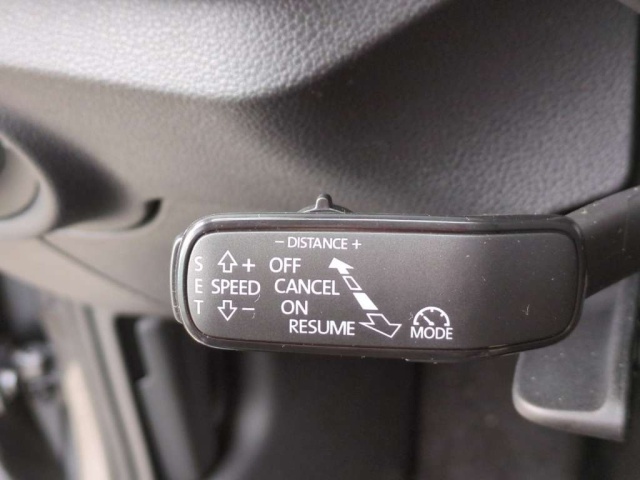 − DISTANCE +
S + OFF
E SPEED CANCEL
T − ON
RESUME
MODE